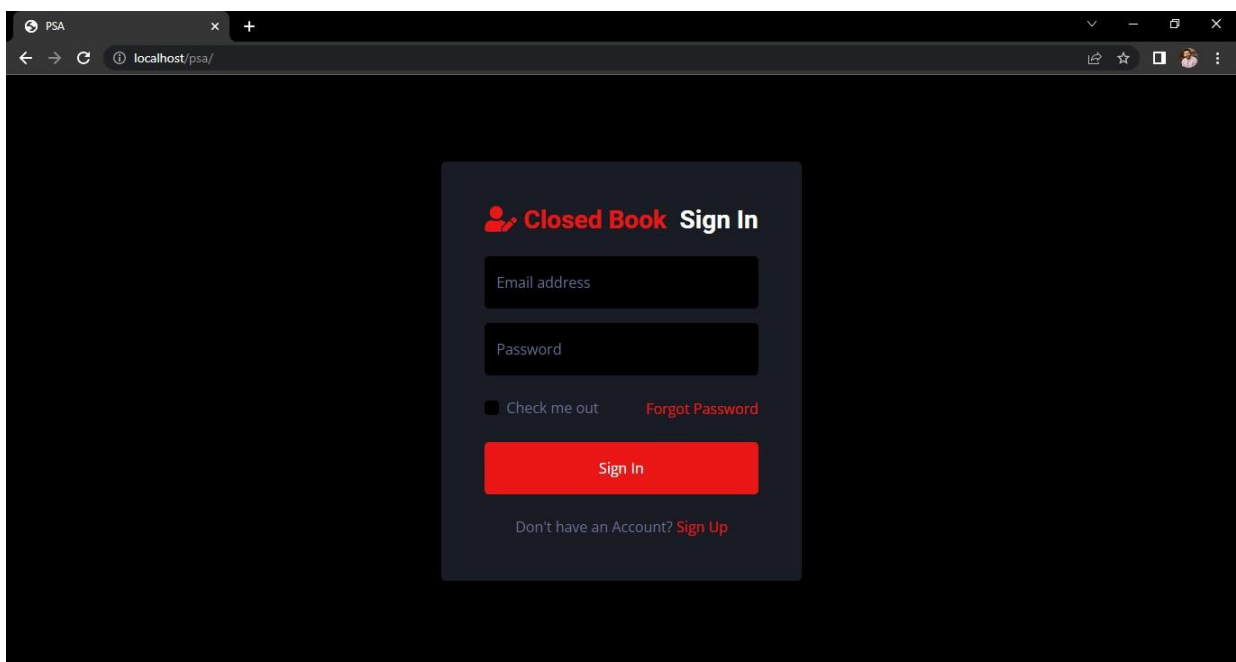 PSA
localhost/psa/
Closed Book Sign In
Email address
Password
Check me out Forgot Password
Sign In
Don't have an Account? Sign Up